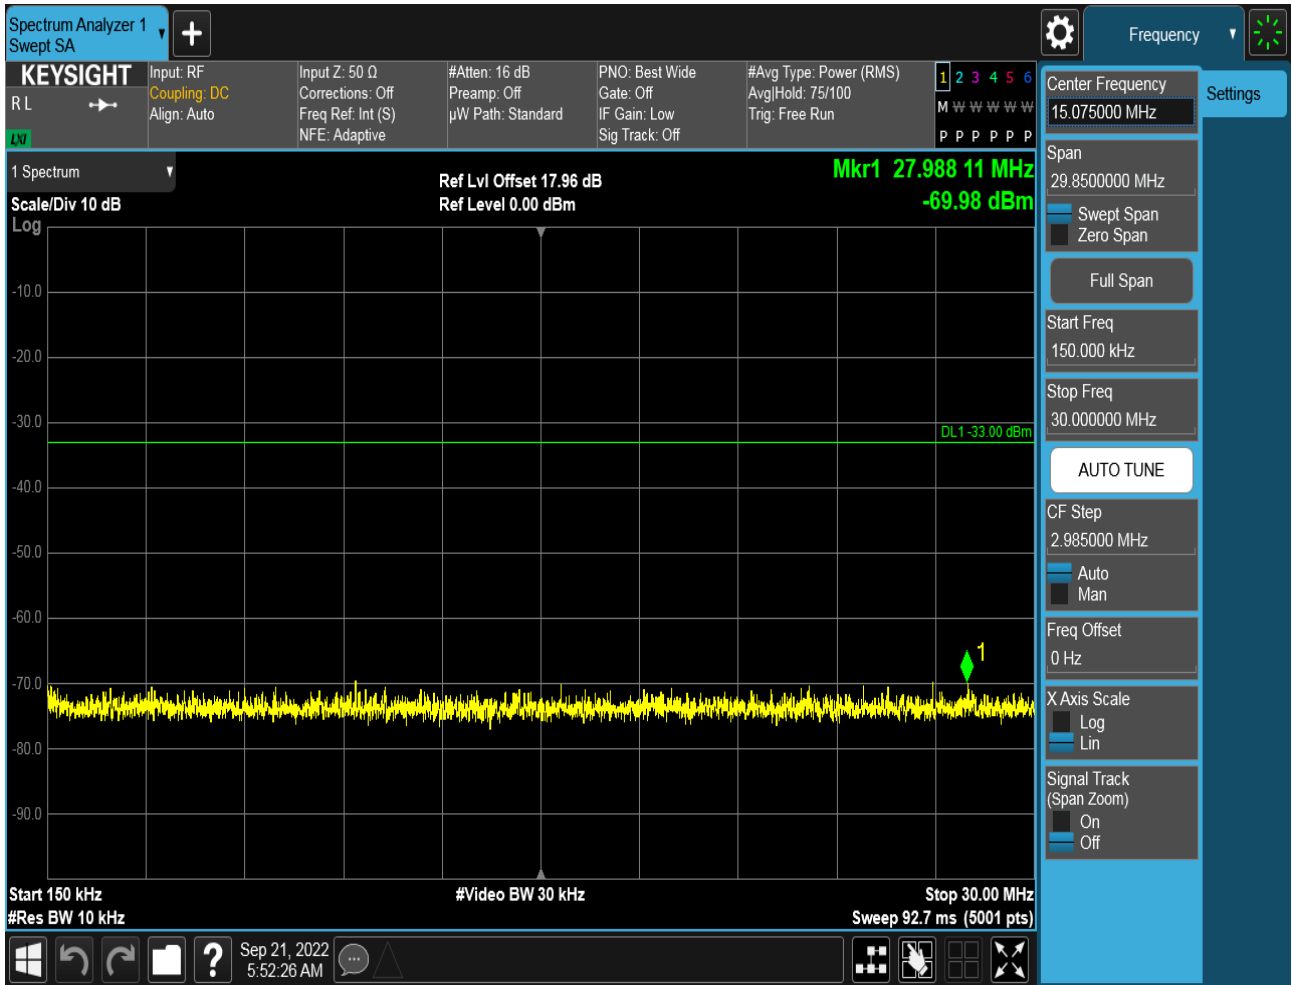 Spectrum Analyzer 1
Swept SA
Frequency
KEYSIGHT
R L
LXI
Input: RF
Coupling: DC
Align: Auto
Input Z: 50 Ω
Corrections: Off
Freq Ref: Int (S)
NFE: Adaptive
#Atten: 16 dB
Preamp: Off
µW Path: Standard
PNO: Best Wide
Gate: Off
IF Gain: Low
Sig Track: Off
#Avg Type: Power (RMS)
Avg|Hold: 75/100
Trig: Free Run
1 2 3 4 5 6
M W W W W W
P P P P P P
1 Spectrum
Scale/Div 10 dB
Log
Ref Lvl Offset 17.96 dB
Ref Level 0.00 dBm
Mkr1 27.988 11 MHz
-69.98 dBm
-10.0
-20.0
-30.0
DL1 -33.00 dBm
-40.0
-50.0
-60.0
1
-70.0
-80.0
-90.0
Start 150 kHz
#Res BW 10 kHz
#Video BW 30 kHz
Stop 30.00 MHz
Sweep 92.7 ms (5001 pts)
Center Frequency
15.075000 MHz
Settings
Span
29.8500000 MHz
Swept Span
Zero Span
Full Span
Start Freq
150.000 kHz
Stop Freq
30.000000 MHz
AUTO TUNE
CF Step
2.985000 MHz
Auto
Man
Freq Offset
0 Hz
X Axis Scale
Log
Lin
Signal Track
(Span Zoom)
On
Off
?
Sep 21, 2022
5:52:26 AM